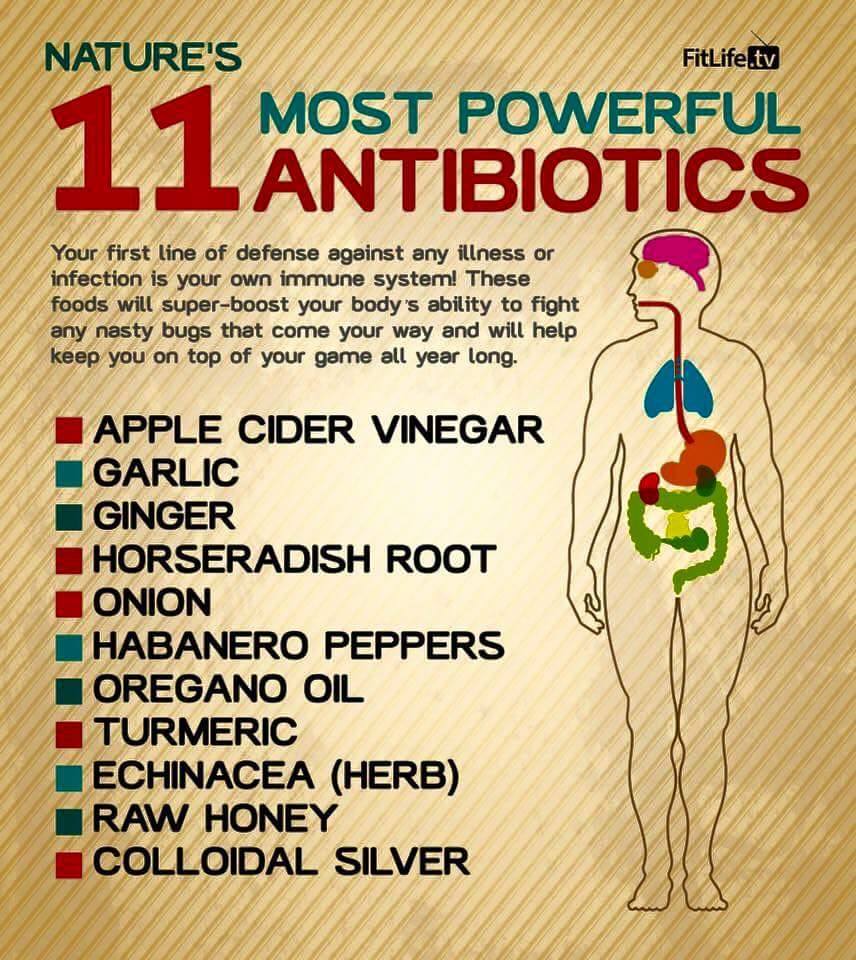 NATURE'S
FitLife.tv
11 MOST POWERFUL
ANTIBIOTICS
Your first line of defense against any illness or
infection is your own immune system! These
foods will super-boost your body's ability to fight
any nasty bugs that come your way and will help
keep you on top of your game all year long.
APPLE CIDER VINEGAR
GARLIC
GINGER
HORSERADISH ROOT
ONION
HABANERO PEPPERS
OREGANO OIL
TURMERIC
ECHINACEA (HERB)
RAW HONEY
COLLOIDAL SILVER